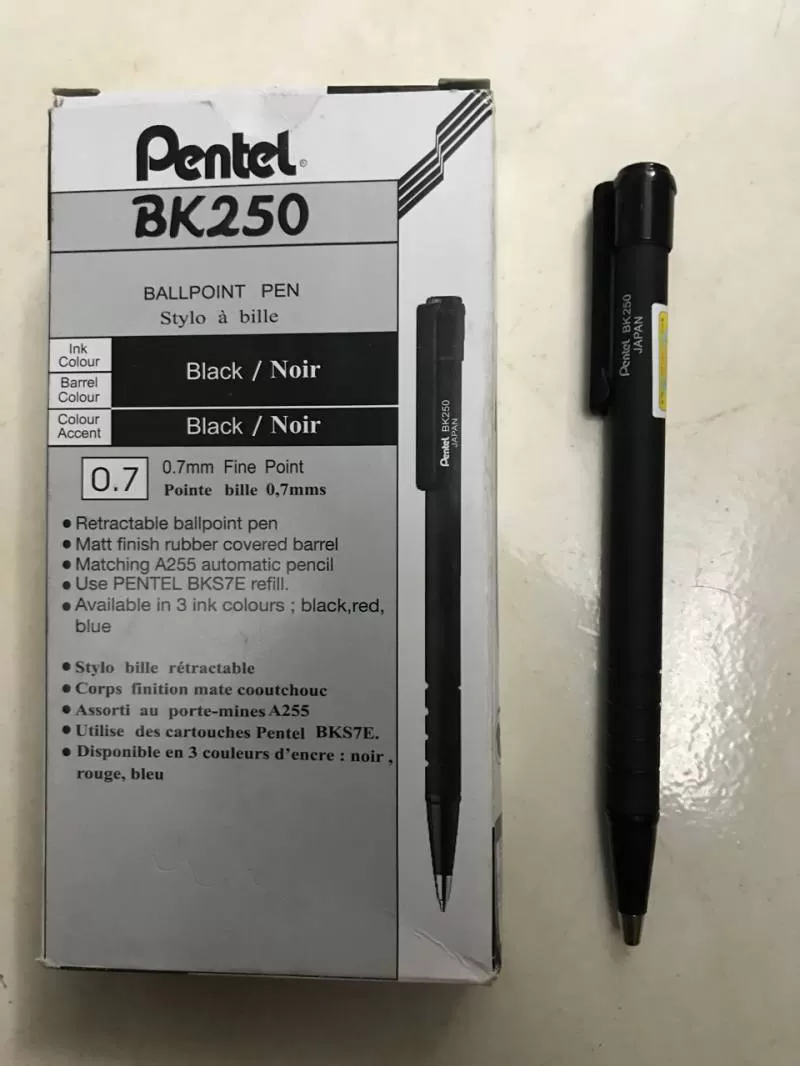 Pentel®
BK250
BALLPOINT PEN
Stylo à bille
Ink
Colour
Barrel
Colour
Black / Noir
Colour
Accent
Black / Noir
0.7
0.7mm Fine Point
Pointe bille 0,7mms
• Retractable ballpoint pen
• Matt finish rubber covered barrel
• Matching A255 automatic pencil
• Use PENTEL BKS7E refill.
• Available in 3 ink colours ; black,red,
blue
• Stylo bille rétractable
• Corps finition mate cooutchouc
• Assorti au porte-mines A255
• Utilise des cartouches Pentel BKS7E.
• Disponible en 3 couleurs d'encre : noir ,
rouge, bleu
Pentel BK250
JAPAN
Pentel BK250
JAPAN